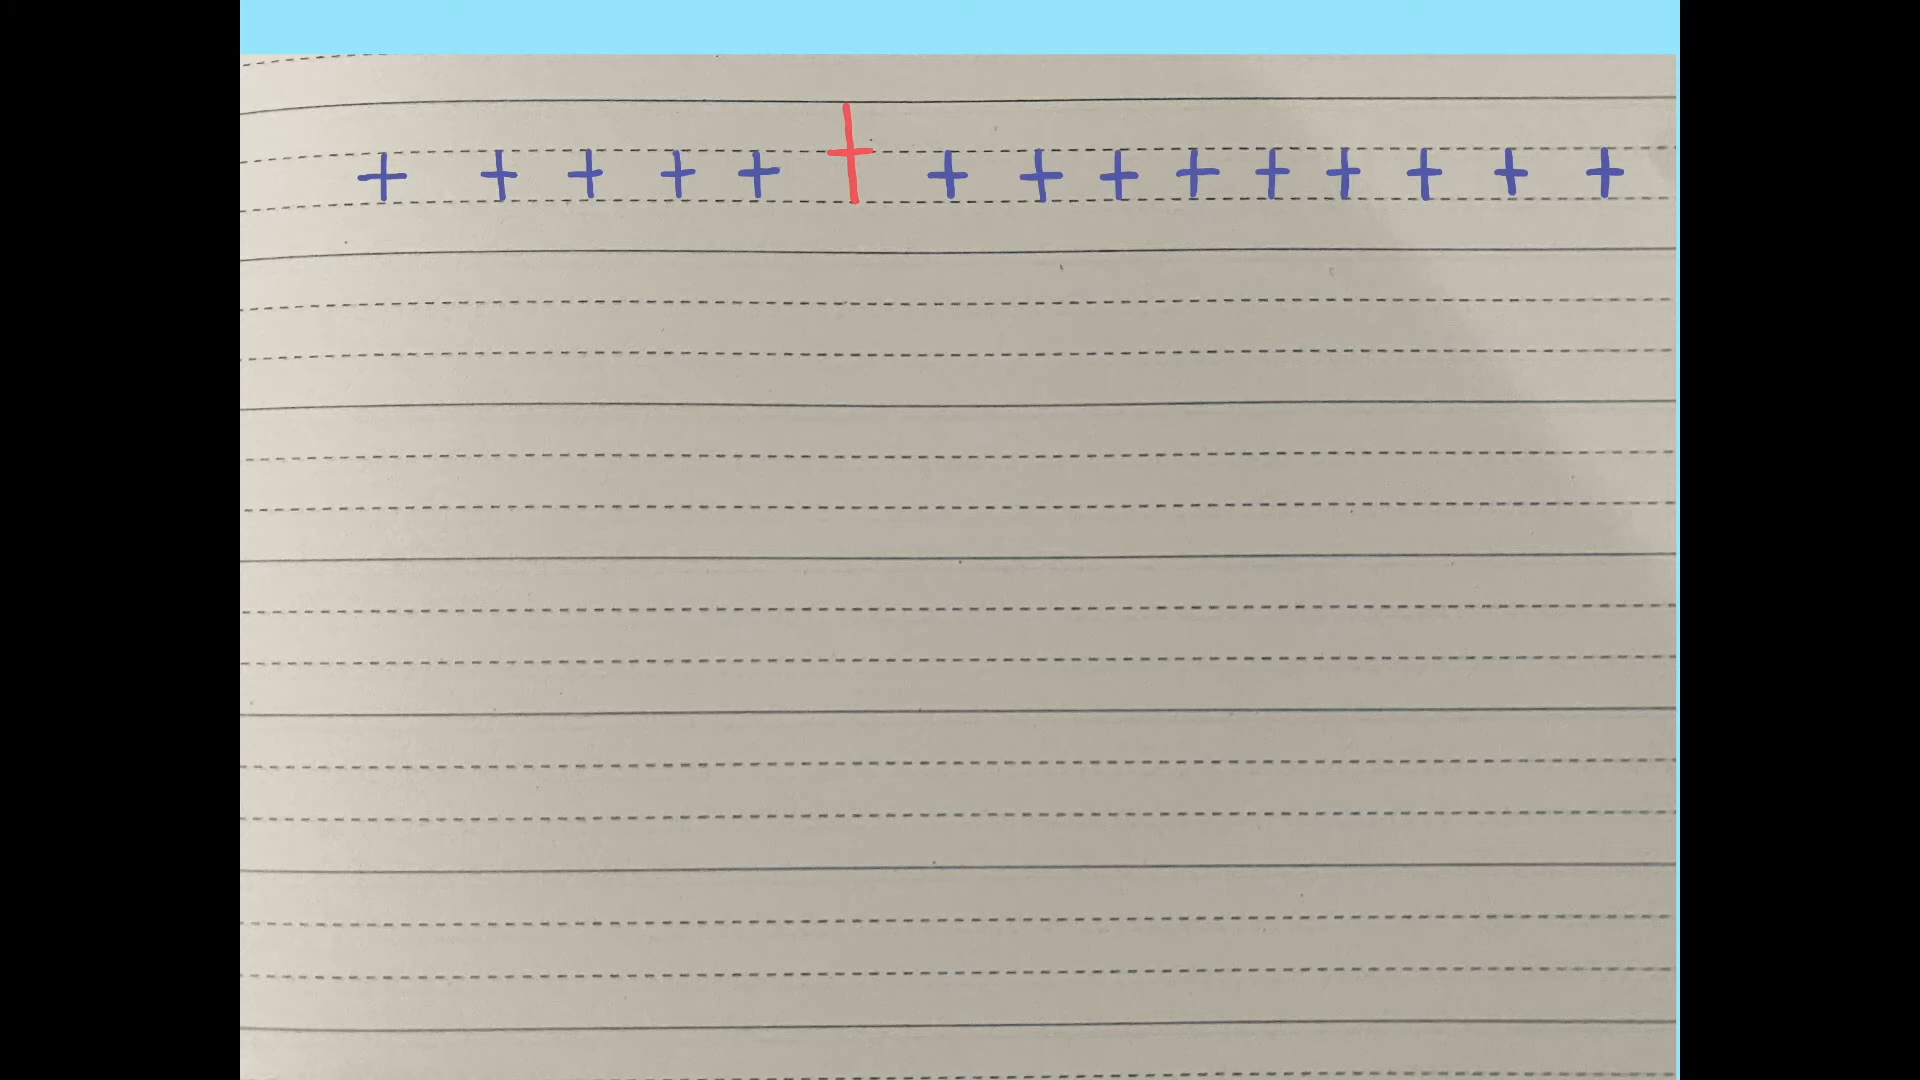 + + + + + + + + + + + + + + +